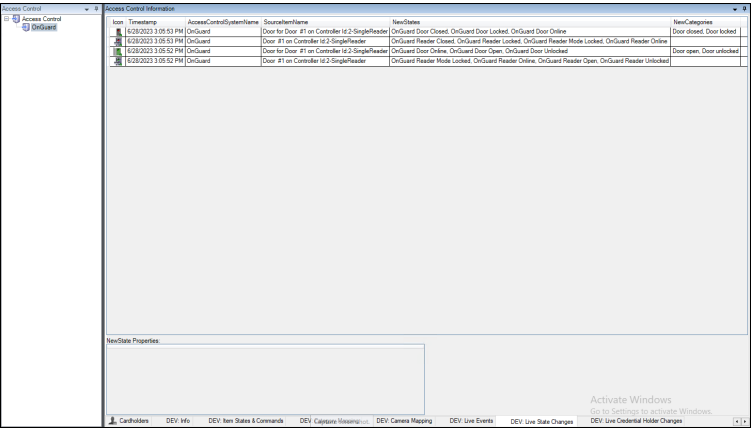 Access Control
Access Control
OnGuard
Access Control Information
Icon Timestamp AccessControlSystemName SourceItemName NewStates NewCategories
6/28/2023 3:05:53 PM OnGuard Door for Door #1 on Controller Id:2-SingleReader OnGuard Door Closed, OnGuard Door Locked, OnGuard Door Online Door closed, Door locked
6/28/2023 3:05:53 PM OnGuard Door #1 on Controller Id:2-SingleReader OnGuard Reader Closed, OnGuard Reader Locked, OnGuard Reader Mode Locked, OnGuard Reader Online
6/28/2023 3:05:52 PM OnGuard Door for Door #1 on Controller Id:2-SingleReader OnGuard Door Online, OnGuard Door Open, OnGuard Door Unlocked Door open, Door unlocked
6/28/2023 3:05:52 PM OnGuard Door #1 on Controller Id:2-SingleReader OnGuard Reader Mode Locked, OnGuard Reader Online, OnGuard Reader Open, OnGuard Reader Unlocked
NewState Properties:
Activate Windows
Go to Settings to activate Windows.
Cardholders DEV: Info DEV: Item States & Commands DEV: Camera Mapping DEV: Live Events DEV: Live State Changes DEV: Live Credential Holder Changes